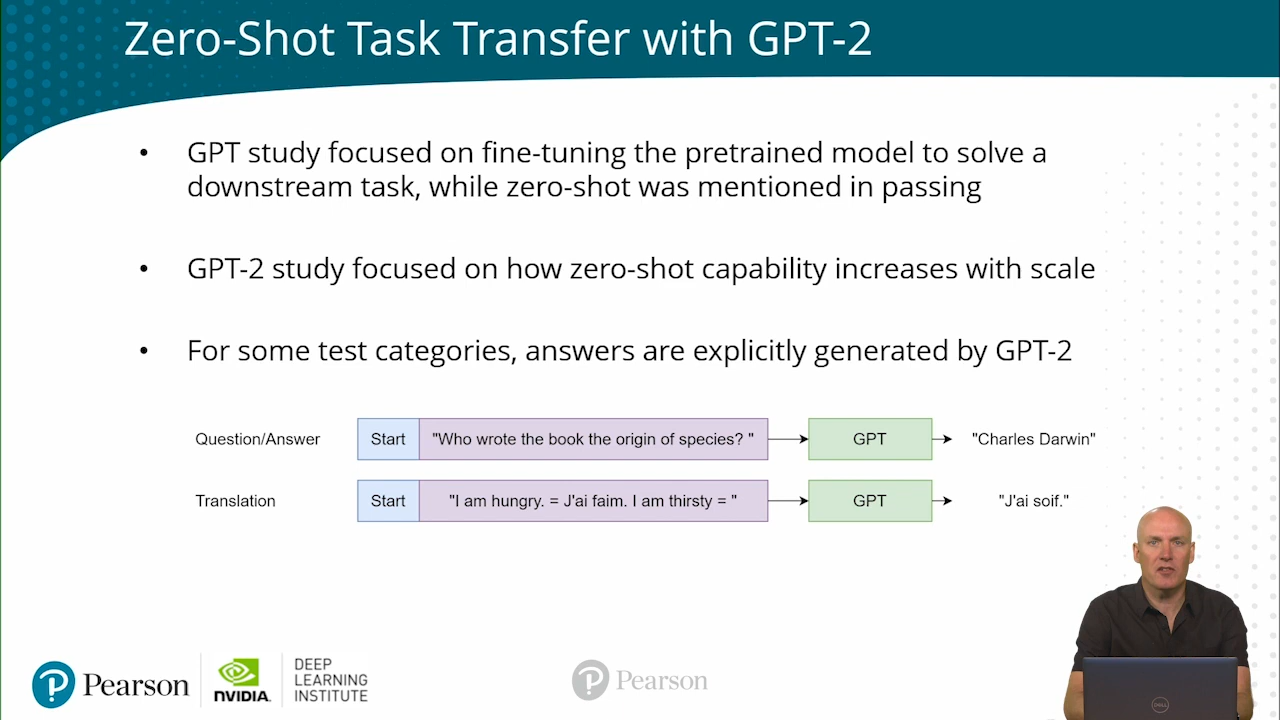 Zero-Shot Task Transfer with GPT-2
• GPT study focused on fine-tuning the pretrained model to solve a
downstream task, while zero-shot was mentioned in passing
• GPT-2 study focused on how zero-shot capability increases with scale
• For some test categories, answers are explicitly generated by GPT-2
Question/Answer Start "Who wrote the book the origin of species? " GPT "Charles Darwin"
Translation Start "I am hungry. = J'ai faim. I am thirsty = " GPT "J'ai soif."
Pearson
NVIDIA.
DEEP
LEARNING
INSTITUTE
Pearson
DELL